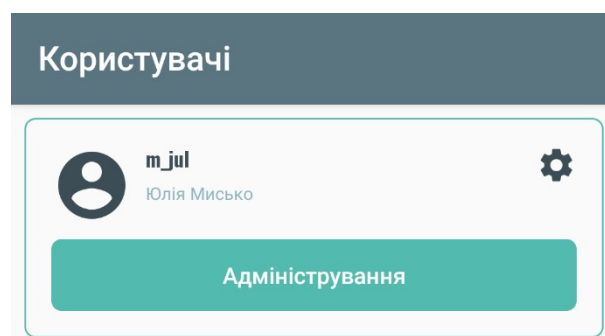 Користувачі
m_jul
Юлія Мисько
Адміністрування